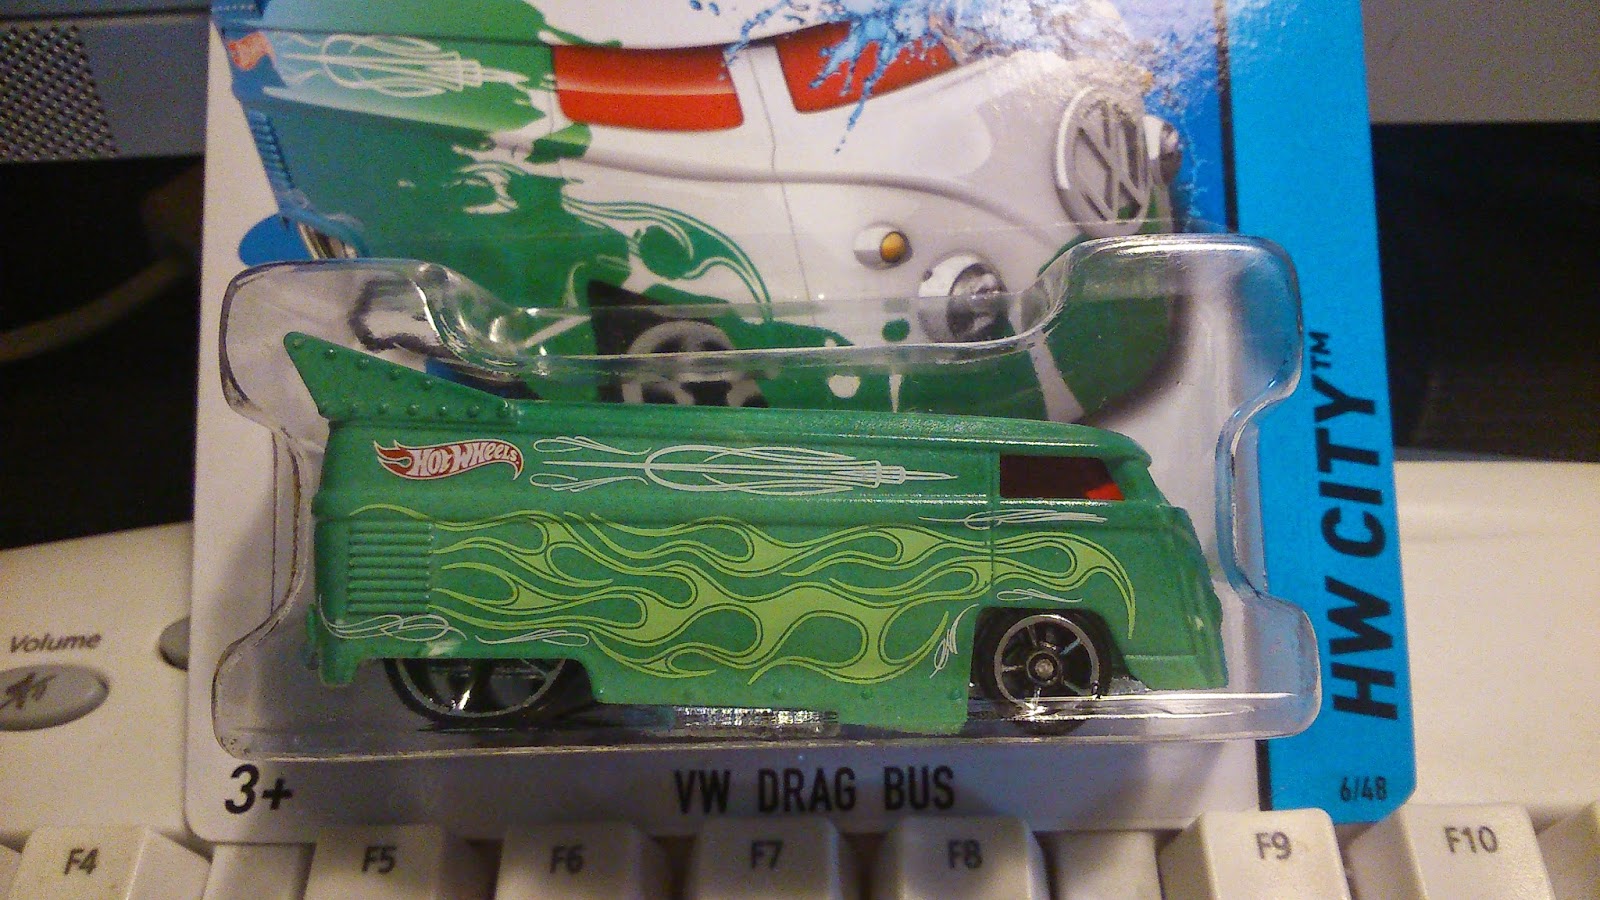 HOT WHEELS
HW CITY™
Volume
3+
VW DRAG BUS
6/48
F4
F5
F6
F7
F8
F9
F10